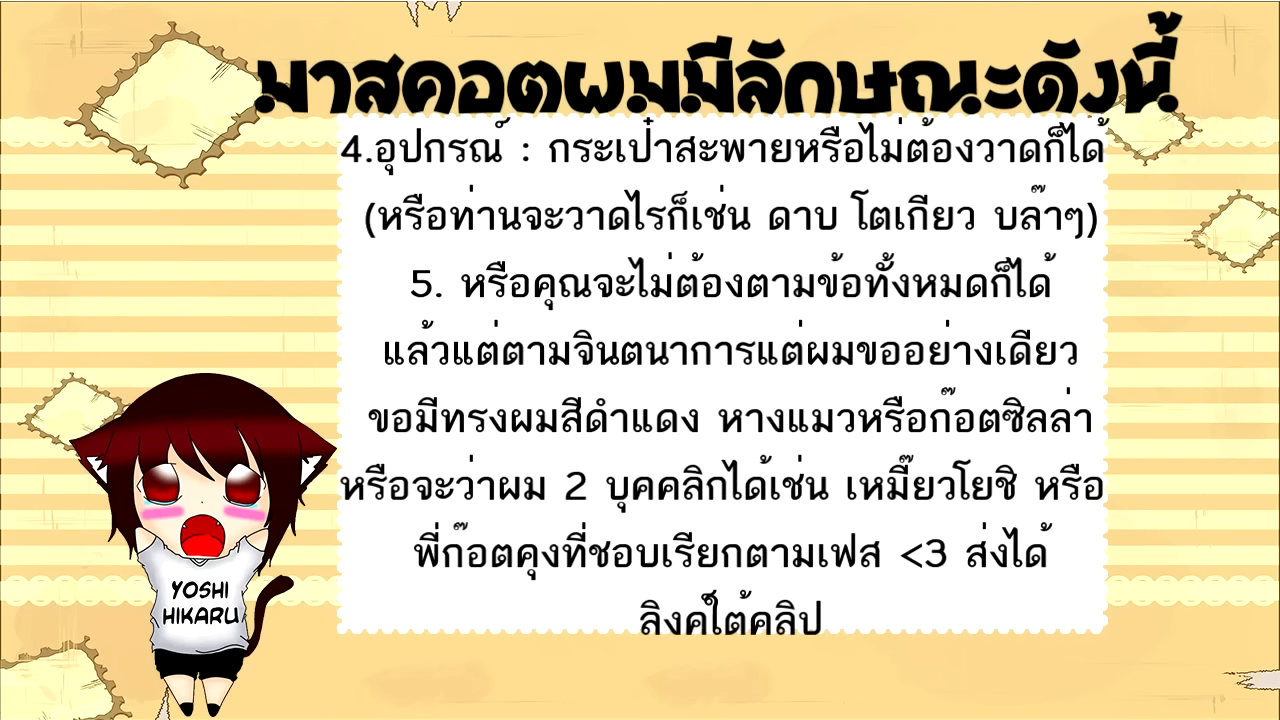 มาสคอตผมมีลักษณะดังนี้
4.อุปกรณ์ : กระเป๋าสะพายหรือไม่ต้องวาดก็ได้
(หรือท่านจะวาดไรก็เช่น ดาบ โตเกียว บล๊าๆ)
5. หรือคุณจะไม่ต้องตามข้อทั้งหมดก็ได้
แล้วแต่ตามจินตนาการแต่ผมขออย่างเดียว
ขอมีทรงผมสีดำแดง หางแมวหรือก๊อตซิลล่า
หรือจะว่าผม 2 บุคคลิกได้เช่น เหมี๊ยวโยชิ หรือ
พี่ก๊อตคุงที่ชอบเรียกตามเฟส <3 ส่งได้
ลิงค์ใต้คลิป
YOSHI
HIKARU